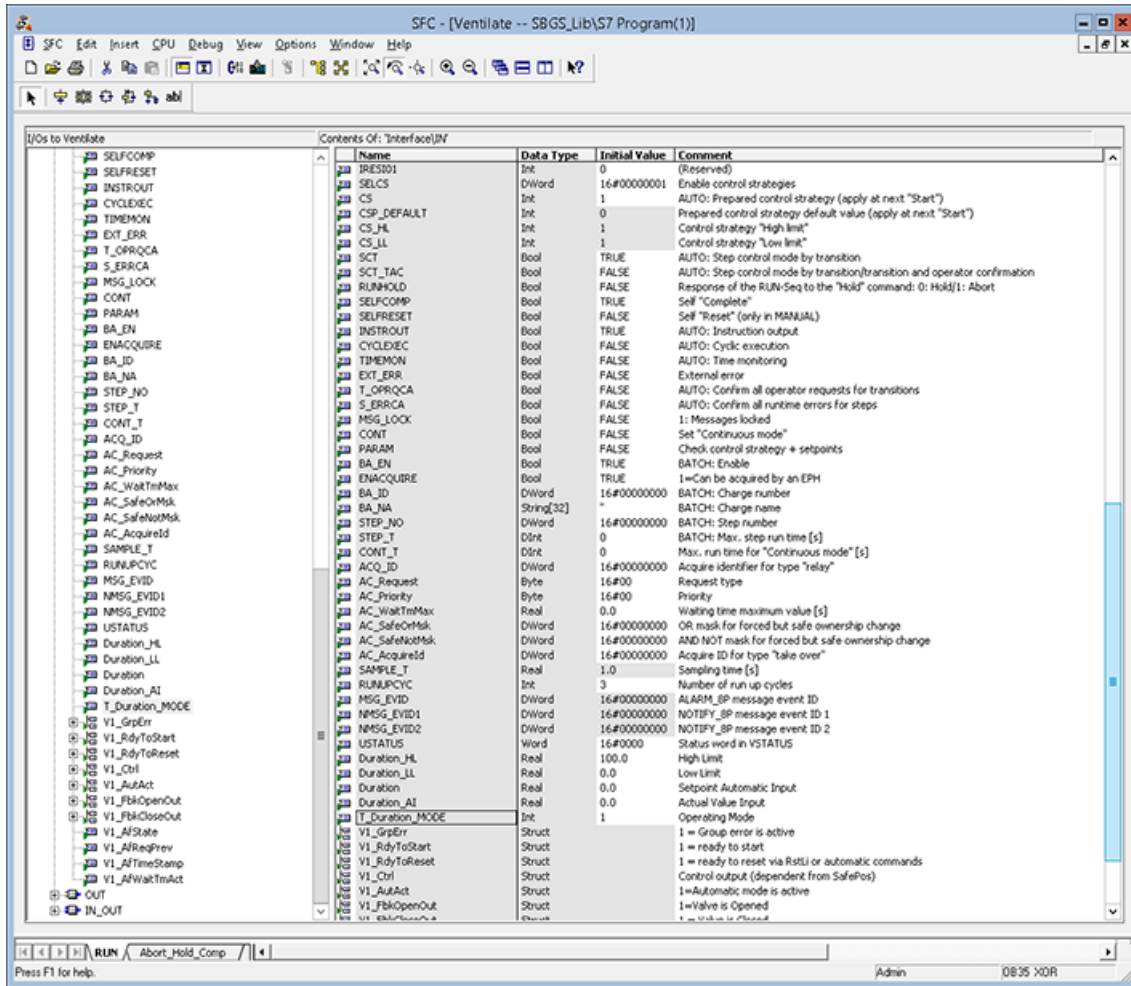 SFC - [Ventilate -- SBGS_Lib\S7 Program(1)]
SFC Edit Insert CPU Debug View Options Window Help
abl
I/Os to Ventilate
Contents Of: 'Interface\IN'
SELFCOMP
SELFRESET
INSTROUT
CYCLEXEC
TIMEMON
EXT_ERR
T_OPRQCA
S_ERRCA
MSG_LOCK
CONT
PARAM
BA_EN
ENACQUIRE
BA_ID
BA_NA
STEP_NO
STEP_T
CONT_T
ACQ_ID
AC_Request
AC_Priority
AC_WaitTmMax
AC_SafeOrMsk
AC_SafeNotMsk
AC_AcquireId
SAMPLE_T
RUNUPCYC
MSG_EVID
NMSG_EVID1
NMSG_EVID2
USTATUS
Duration_HL
Duration_LL
Duration
Duration_AI
T_Duration_MODE
V1_GrpErr
V1_RdyToStart
V1_RdyToReset
V1_Ctrl
V1_AutAct
V1_FbkOpenOut
V1_FbkCloseOut
V1_AfState
V1_AfReqPrev
V1_AfTimeStamp
V1_AfWaitTmAct
OUT
IN_OUT
Name Data Type Initial Value Comment
IRESI01 Int 0 (Reserved)
SELCS DWord 16#00000001 Enable control strategies
CS Int 1 AUTO: Prepared control strategy (apply at next "Start")
CSP_DEFAULT Int 0 Prepared control strategy default value (apply at next "Start")
CS_HL Int 1 Control strategy "High limit"
CS_LL Int 1 Control strategy "Low limit"
SCT Bool TRUE AUTO: Step control mode by transition
SCT_TAC Bool FALSE AUTO: Step control mode by transition/transition and operator confirmation
RUNHOLD Bool FALSE Response of the RUN-Seq to the "Hold" command: 0: Hold/1: Abort
SELFCOMP Bool TRUE Self "Complete"
SELFRESET Bool FALSE Self "Reset" (only in MANUAL)
INSTROUT Bool TRUE AUTO: Instruction output
CYCLEXEC Bool FALSE AUTO: Cyclic execution
TIMEMON Bool FALSE AUTO: Time monitoring
EXT_ERR Bool FALSE External error
T_OPRQCA Bool FALSE AUTO: Confirm all operator requests for transitions
S_ERRCA Bool FALSE AUTO: Confirm all runtime errors for steps
MSG_LOCK Bool FALSE 1: Messages locked
CONT Bool FALSE Set "Continuous mode"
PARAM Bool FALSE Check control strategy + setpoints
BA_EN Bool TRUE BATCH: Enable
ENACQUIRE Bool TRUE 1=Can be acquired by an EPH
BA_ID DWord 16#00000000 BATCH: Charge number
BA_NA String[32] '' BATCH: Charge name
STEP_NO DWord 16#00000000 BATCH: Step number
STEP_T DInt 0 BATCH: Max. step run time [s]
CONT_T DInt 0 Max. run time for "Continuous mode" [s]
ACQ_ID DWord 16#00000000 Acquire identifier for type "relay"
AC_Request Byte 16#00 Request type
AC_Priority Byte 16#00 Priority
AC_WaitTmMax Real 0.0 Waiting time maximum value [s]
AC_SafeOrMsk DWord 16#00000000 OR mask for forced but safe ownership change
AC_SafeNotMsk DWord 16#00000000 AND NOT mask for forced but safe ownership change
AC_AcquireId DWord 16#00000000 Acquire ID for type "take over"
SAMPLE_T Real 1.0 Sampling time [s]
RUNUPCYC Int 3 Number of run up cycles
MSG_EVID DWord 16#00000000 ALARM_8P message event ID
NMSG_EVID1 DWord 16#00000000 NOTIFY_8P message event ID 1
NMSG_EVID2 DWord 16#00000000 NOTIFY_8P message event ID 2
USTATUS Word 16#0000 Status word in VSTATUS
Duration_HL Real 100.0 High Limit
Duration_LL Real 0.0 Low Limit
Duration Real 0.0 Setpoint Automatic Input
Duration_AI Real 0.0 Actual Value Input
T_Duration_MODE Int 1 Operating Mode
V1_GrpErr Struct 1 = Group error is active
V1_RdyToStart Struct 1 = ready to start
V1_RdyToReset Struct 1 = ready to reset via RstLi or automatic commands
V1_Ctrl Struct Control output (dependent from SafePos)
V1_AutAct Struct 1=Automatic mode is active
V1_FbkOpenOut Struct 1=Valve is Opened
V1_FbkCloseOut Struct 1=Valve is Closed
RUN Abort_Hold_Comp
Press F1 for help. Admin 0B35 XOR